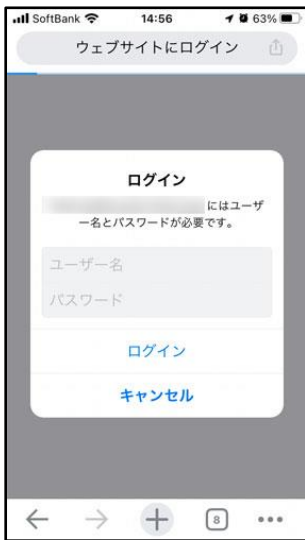 SoftBank 14:56 63%
ウェブサイトにログイン
ログイン
にはユーザ
ー名とパスワードが必要です。
ユーザー名
パスワード
ログイン
キャンセル
8